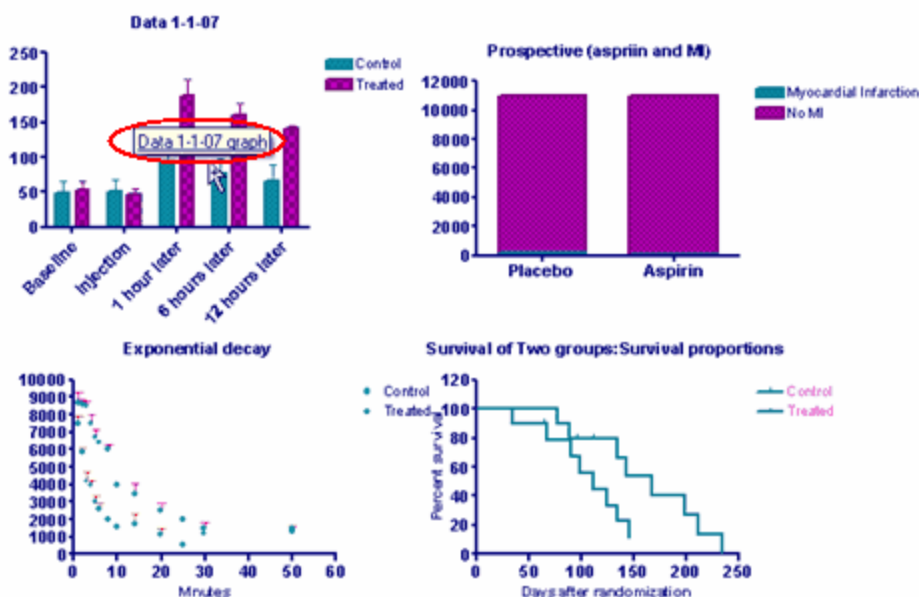 Data 1-1-07
250
200
150
100
50
0
Control
Treated
Data 1-1-07 graph
Baseline
Injection
1 hour later
6 hours later
12 hours later
Prospective (aspriin and MI)
12000
10000
8000
6000
4000
2000
0
Myocardial Infarction
No MI
Placebo
Aspirin
Exponential decay
10000
9000
8000
7000
6000
5000
4000
3000
2000
1000
0
Control
Treated
0 10 20 30 40 50 60
Minutes
Survival of Two groups:Survival proportions
120
100
80
60
40
20
0
Percent survival
Control
Treated
0 50 100 150 200 250
Days after randomization